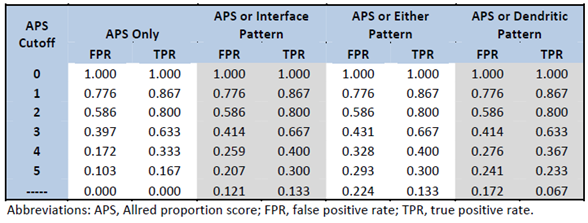 APS Cutoff APS Only APS or Interface Pattern APS or Either Pattern APS or Dendritic Pattern
FPR TPR FPR TPR FPR TPR FPR TPR
0 1.000 1.000 1.000 1.000 1.000 1.000 1.000 1.000
1 0.776 0.867 0.776 0.867 0.776 0.867 0.776 0.867
2 0.586 0.800 0.586 0.800 0.586 0.800 0.586 0.800
3 0.397 0.633 0.414 0.667 0.431 0.667 0.414 0.633
4 0.172 0.333 0.259 0.400 0.328 0.400 0.276 0.367
5 0.103 0.167 0.207 0.300 0.293 0.300 0.241 0.233
----- 0.000 0.000 0.121 0.133 0.224 0.133 0.172 0.067
Abbreviations: APS, Allred proportion score; FPR, false positive rate; TPR, true positive rate.